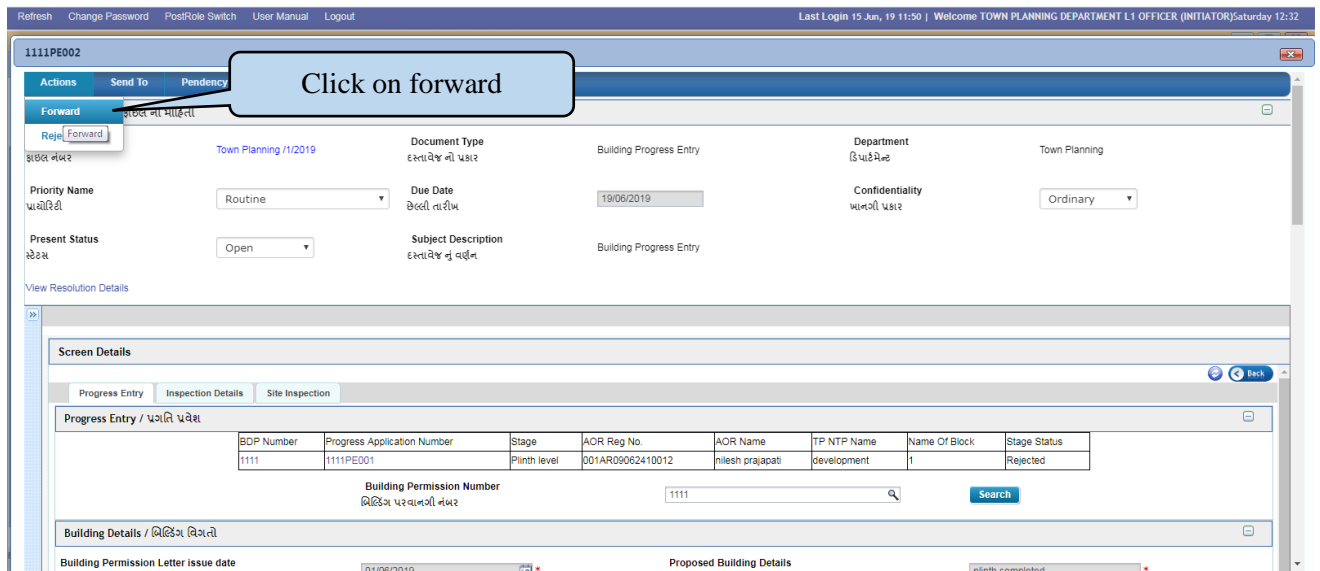 Refresh Change Password PostRole Switch User Manual Logout Last Login 15 Jun, 19 11:50 | Welcome TOWN PLANNING DEPARTMENT L1 OFFICER (INITIATOR)Saturday 12:32
1111PE002
Actions Send To Pendency
Click on forward
Forward
ફાઇલ ની માહિતી
Reje Forward
Document Type Department
ફાઇલ નંબર Town Planning /1/2019 દસ્તાવેજ નો પ્રકાર Building Progress Entry ડિપાર્ટમેન્ટ Town Planning
Priority Name Due Date Confidentiality
પ્રાયોરિટી Routine છેલ્લી તારીખ 19/06/2019 ખાનગી પ્રકાર Ordinary
Present Status Subject Description
સ્ટેટસ Open દસ્તાવેજ નું વર્ણન Building Progress Entry
View Resolution Details
Screen Details
Back
Progress Entry Inspection Details Site Inspection
Progress Entry / પ્રગતિ પ્રવેશ
BDP Number Progress Application Number Stage AOR Reg No. AOR Name TP NTP Name Name Of Block Stage Status
1111 1111PE001 Plinth level 001AR09062410012 nilesh prajapati development 1 Rejected
Building Permission Number
બિલ્ડિંગ પરવાનગી નંબર 1111 Search
Building Details / બિલ્ડિંગ વિગતો
Building Permission Letter issue date Proposed Building Details
01/06/2019 * plinth completed *